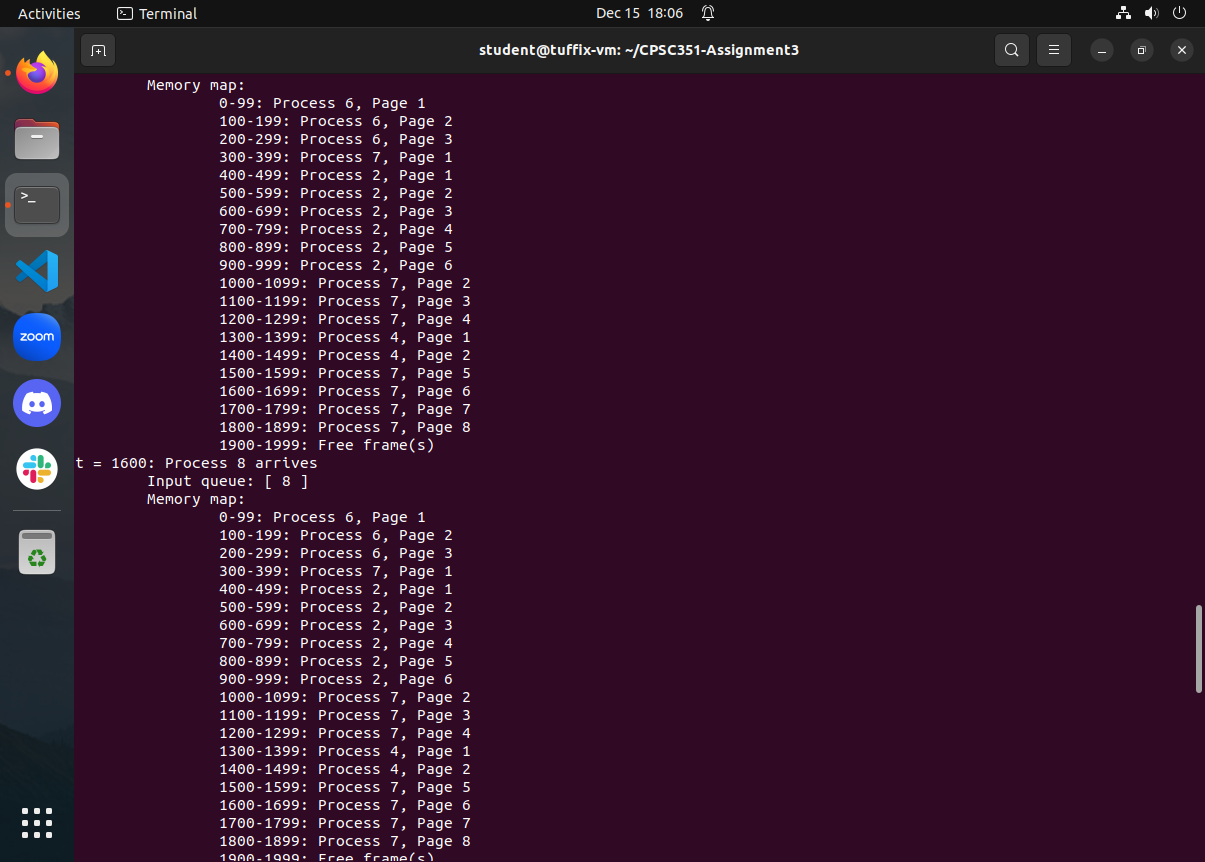 Activities Terminal Dec 15 18:06
student@tuffix-vm: ~/CPSC351-Assignment3
Memory map:
0-99: Process 6, Page 1
100-199: Process 6, Page 2
200-299: Process 6, Page 3
300-399: Process 7, Page 1
400-499: Process 2, Page 1
500-599: Process 2, Page 2
600-699: Process 2, Page 3
700-799: Process 2, Page 4
800-899: Process 2, Page 5
900-999: Process 2, Page 6
1000-1099: Process 7, Page 2
1100-1199: Process 7, Page 3
1200-1299: Process 7, Page 4
1300-1399: Process 4, Page 1
1400-1499: Process 4, Page 2
1500-1599: Process 7, Page 5
1600-1699: Process 7, Page 6
1700-1799: Process 7, Page 7
1800-1899: Process 7, Page 8
1900-1999: Free frame(s)
t = 1600: Process 8 arrives
Input queue: [ 8 ]
Memory map:
0-99: Process 6, Page 1
100-199: Process 6, Page 2
200-299: Process 6, Page 3
300-399: Process 7, Page 1
400-499: Process 2, Page 1
500-599: Process 2, Page 2
600-699: Process 2, Page 3
700-799: Process 2, Page 4
800-899: Process 2, Page 5
900-999: Process 2, Page 6
1000-1099: Process 7, Page 2
1100-1199: Process 7, Page 3
1200-1299: Process 7, Page 4
1300-1399: Process 4, Page 1
1400-1499: Process 4, Page 2
1500-1599: Process 7, Page 5
1600-1699: Process 7, Page 6
1700-1799: Process 7, Page 7
1800-1899: Process 7, Page 8
1900-1999: Free frame(s)
>_
zoom